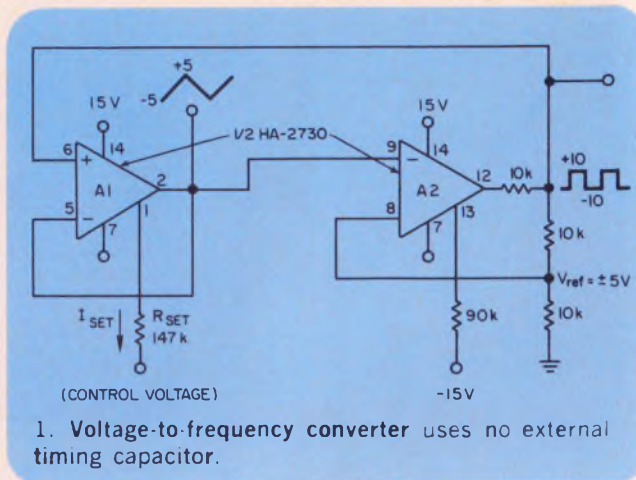 +5
-5
15V
15V
1/2 HA-2730
6
+
14
A1
2
5
-
1
7
9
-
14
A2
12
10k
+10
-10
8
13
7
10k
Vref = ±5V
10k
ISET
RSET
147k
90k
(CONTROL VOLTAGE)
-15V
1. Voltage-to-frequency converter uses no external
timing capacitor.